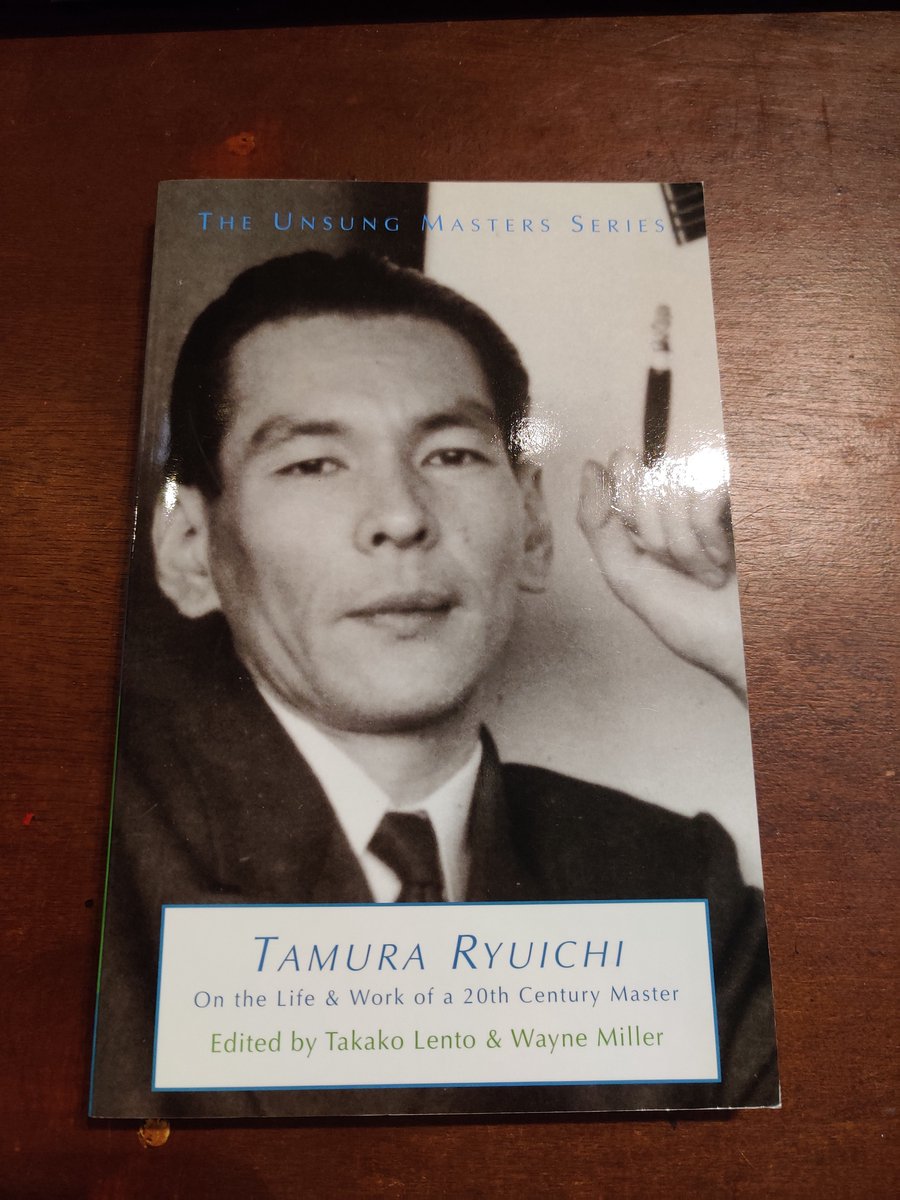 THE UNSUNG MASTERS SERIES
TAMURA RYUICHI
On the Life & Work of a 20th Century Master
Edited by Takako Lento & Wayne Miller